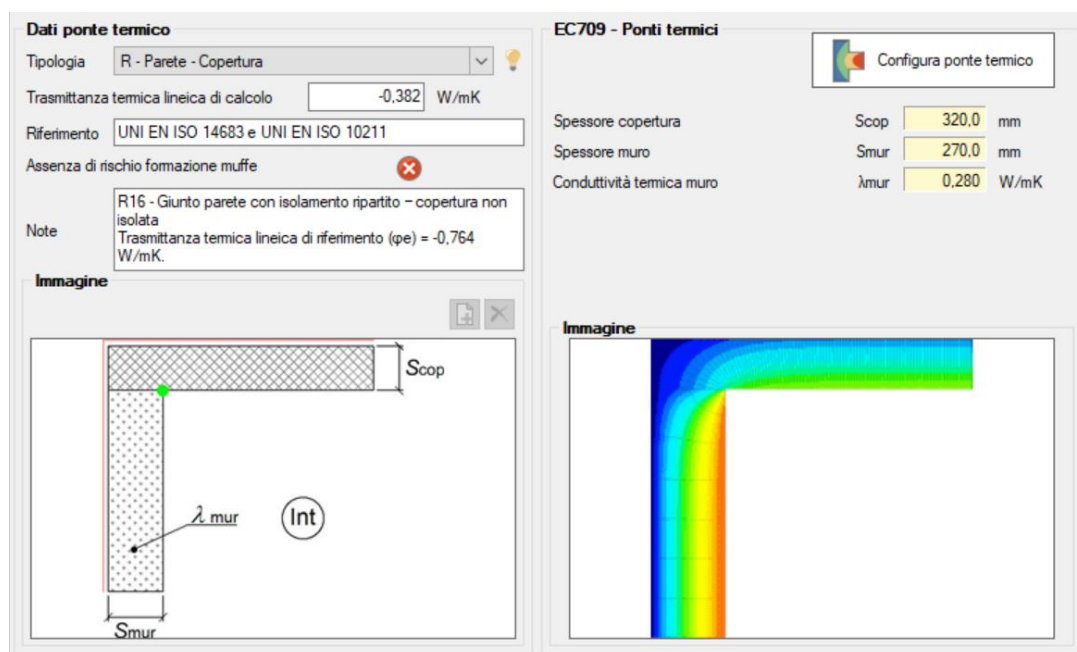 Dati ponte termico
Tipologia R - Parete - Copertura
Trasmittanza termica lineica di calcolo -0,382 W/mK
Riferimento UNI EN ISO 14683 e UNI EN ISO 10211
Assenza di rischio formazione muffe
Note
R16 - Giunto parete con isolamento ripartito – copertura non
isolata
Trasmittanza termica lineica di riferimento (φe) = -0,764
W/mK.
Immagine
Scop
λ mur
Int
Smur
EC709 - Ponti termici
Configura ponte termico
Spessore copertura Scop 320,0 mm
Spessore muro Smur 270,0 mm
Conduttività termica muro λmur 0,280 W/mK
Immagine